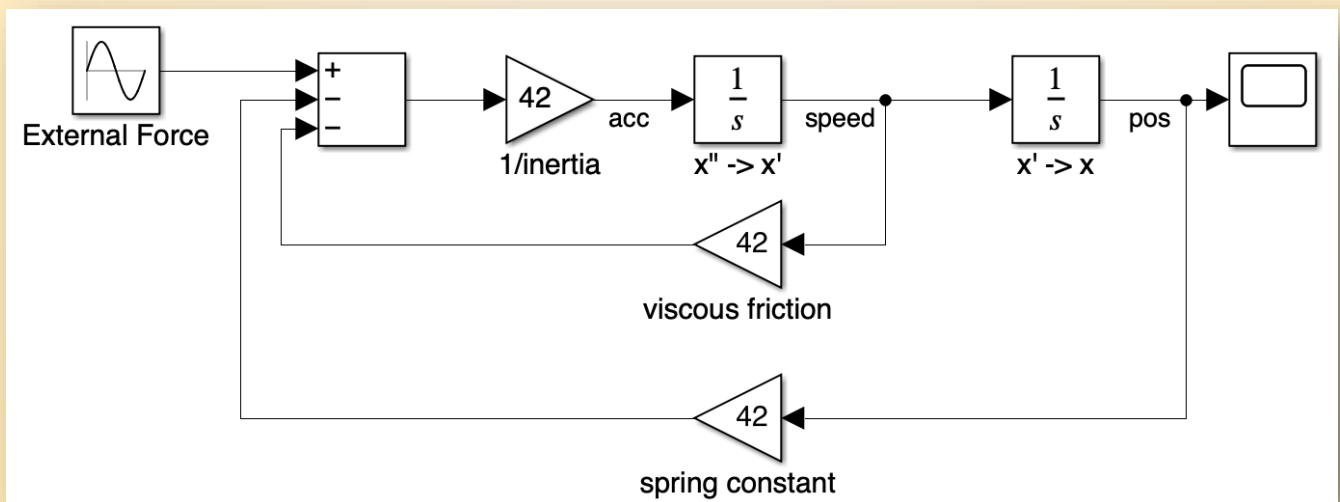 +
−
−
42
1
s
1
s
External Force
acc
speed
pos
1/inertia
x" -> x'
x' -> x
42
viscous friction
42
spring constant